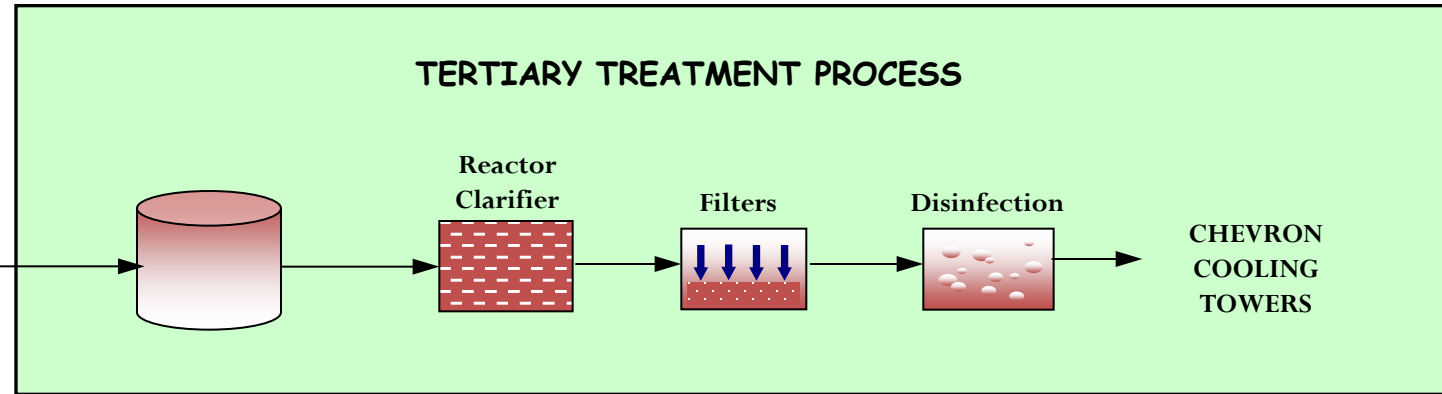 TERTIARY TREATMENT PROCESS
Reactor
Clarifier
Filters
Disinfection
CHEVRON
COOLING
TOWERS